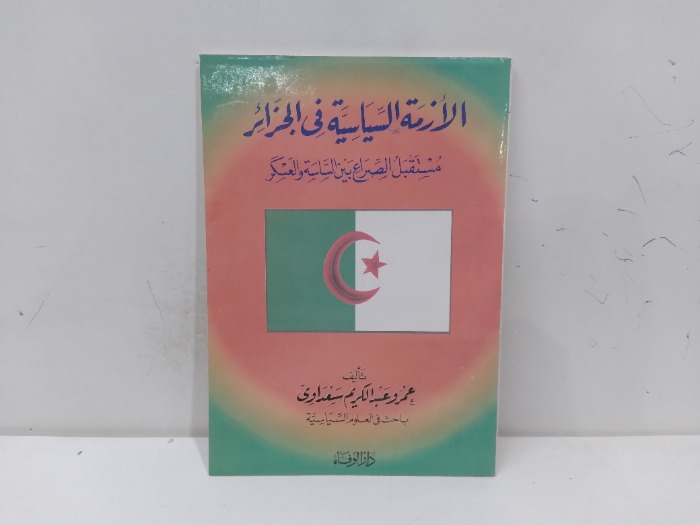 الأزمة السياسية في الجزائر
مستقبل الصراع بين الساسة والعسكر
تأليف
عمرو عبد الكريم سعداوي
باحث في العلوم السياسية
دار الوفاء